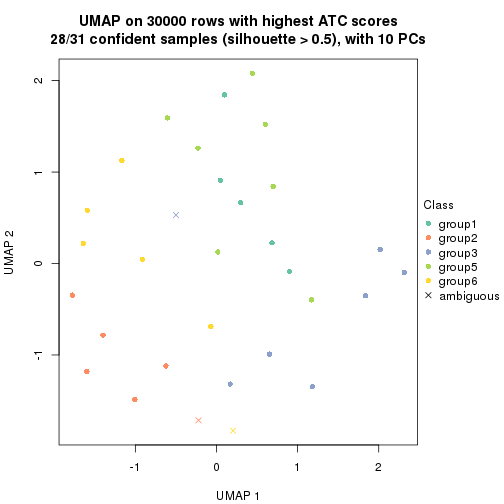 UMAP on 30000 rows with highest ATC scores
28/31 confident samples (silhouette > 0.5), with 10 PCs
2
1
0
-1
UMAP 2
-1
0
1
2
UMAP 1
Class
group1
group2
group3
group5
group6
ambiguous